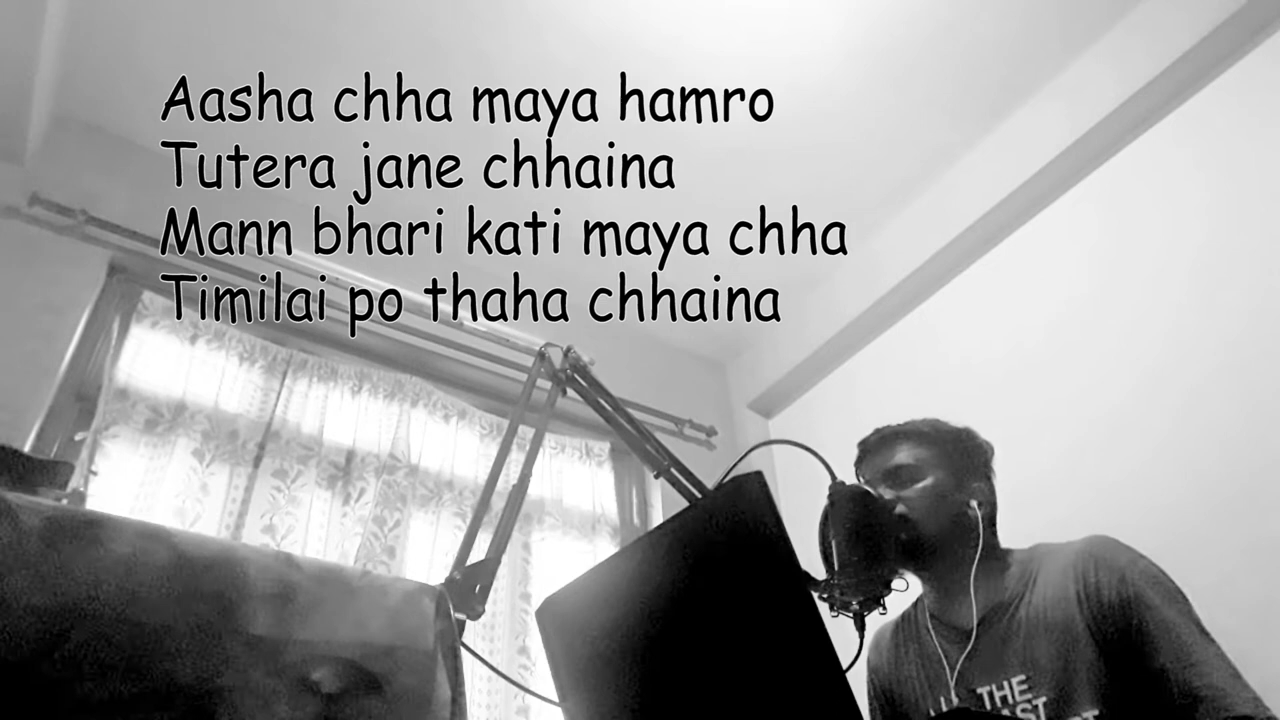 Aasha chha maya hamro
Tutera jane chhaina
Mann bhari kati maya chha
Timilai po thaha chhaina
THE